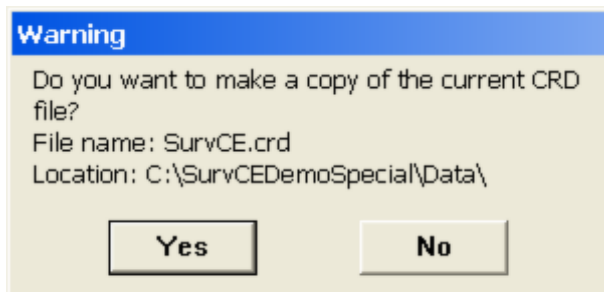 Warning
Do you want to make a copy of the current CRD
file?
File name: SurvCE.crd
Location: C:\SurvCEDemoSpecial\Data\
Yes No